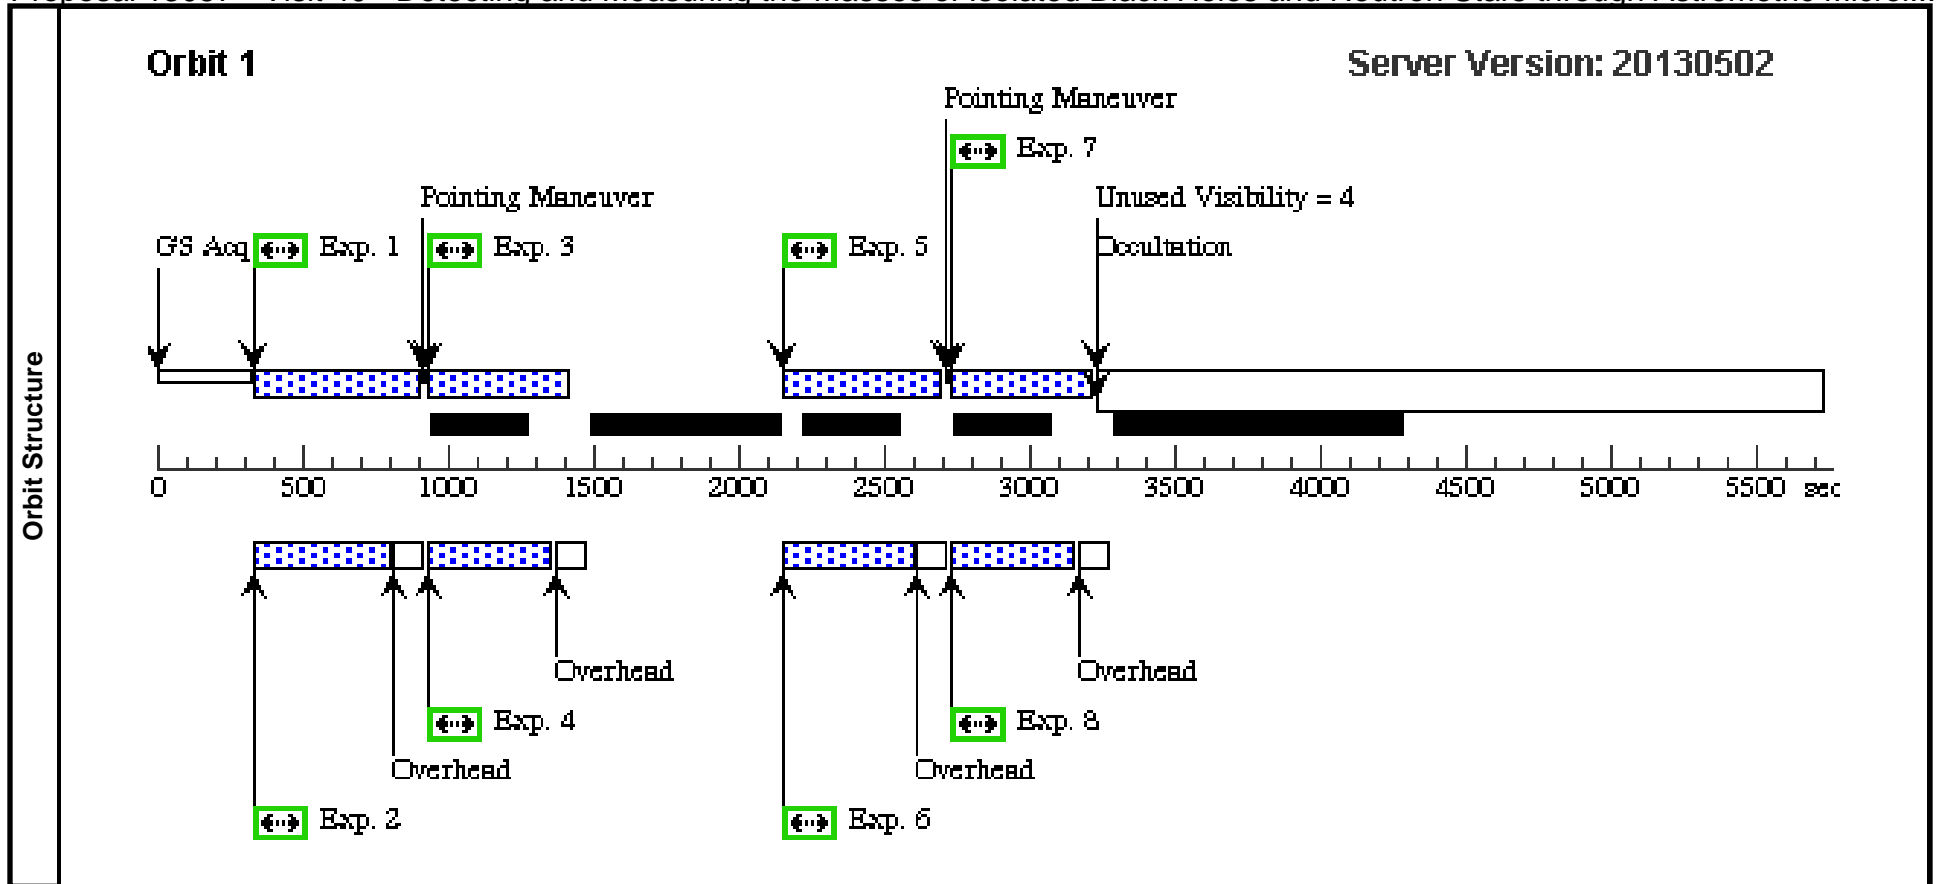 Orbit 1
Server Version: 20130502
Pointing Maneuver
Exp. 7
Pointing Maneuver
Unused Visibility = 4
GS Acq
Exp. 1
Exp. 3
Exp. 5
Occultation
Orbit Structure
0 500 1000 1500 2000 2500 3000 3500 4000 4500 5000 5500 sec
Overhead
Overhead
Exp. 4
Exp. 8
Overhead
Overhead
Exp. 2
Exp. 6